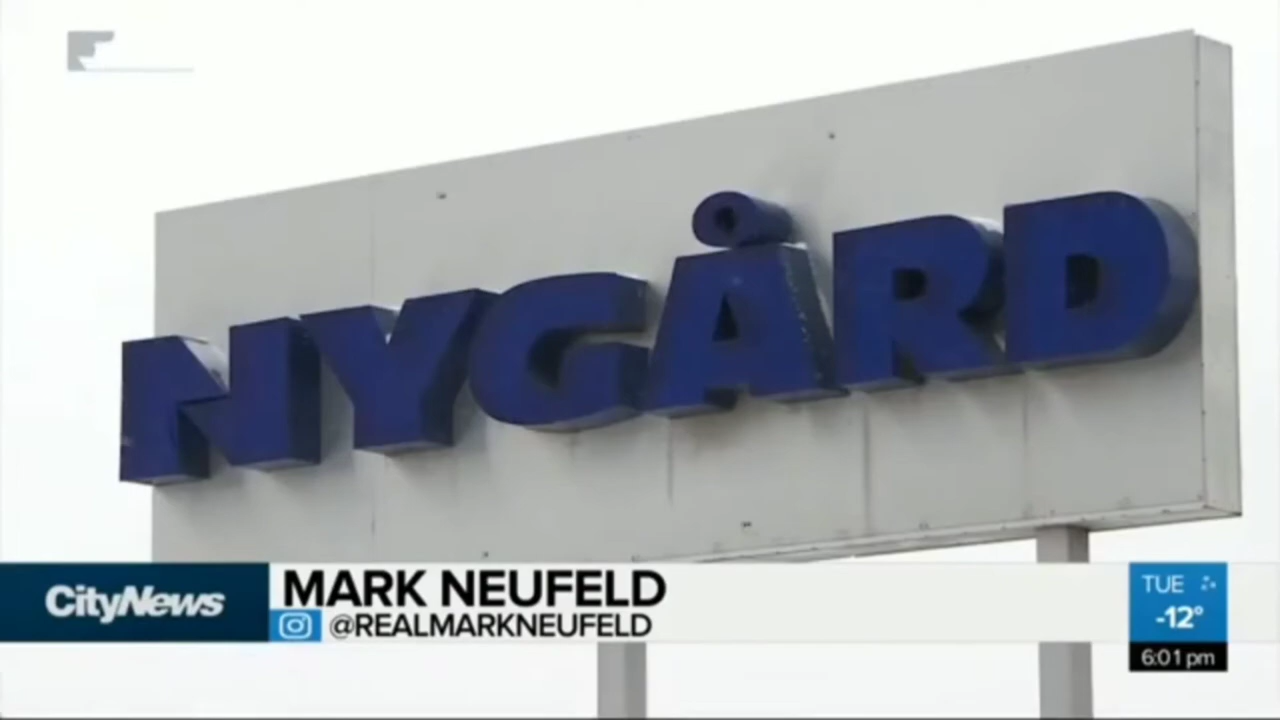 NYGÅRD
CityNews
MARK NEUFELD
@REALMARKNEUFELD
TUE
-12°
6:01 pm